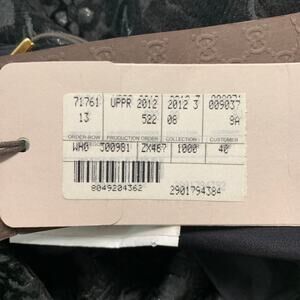 71761 UPPR 2012 2012 3 009037
13 522 08 9A
ORDER-ROW PRODUCTION ORDER COLLECTION CUSTOMER
WHO 300981 ZX467 1000 40
8049204362 2901794384